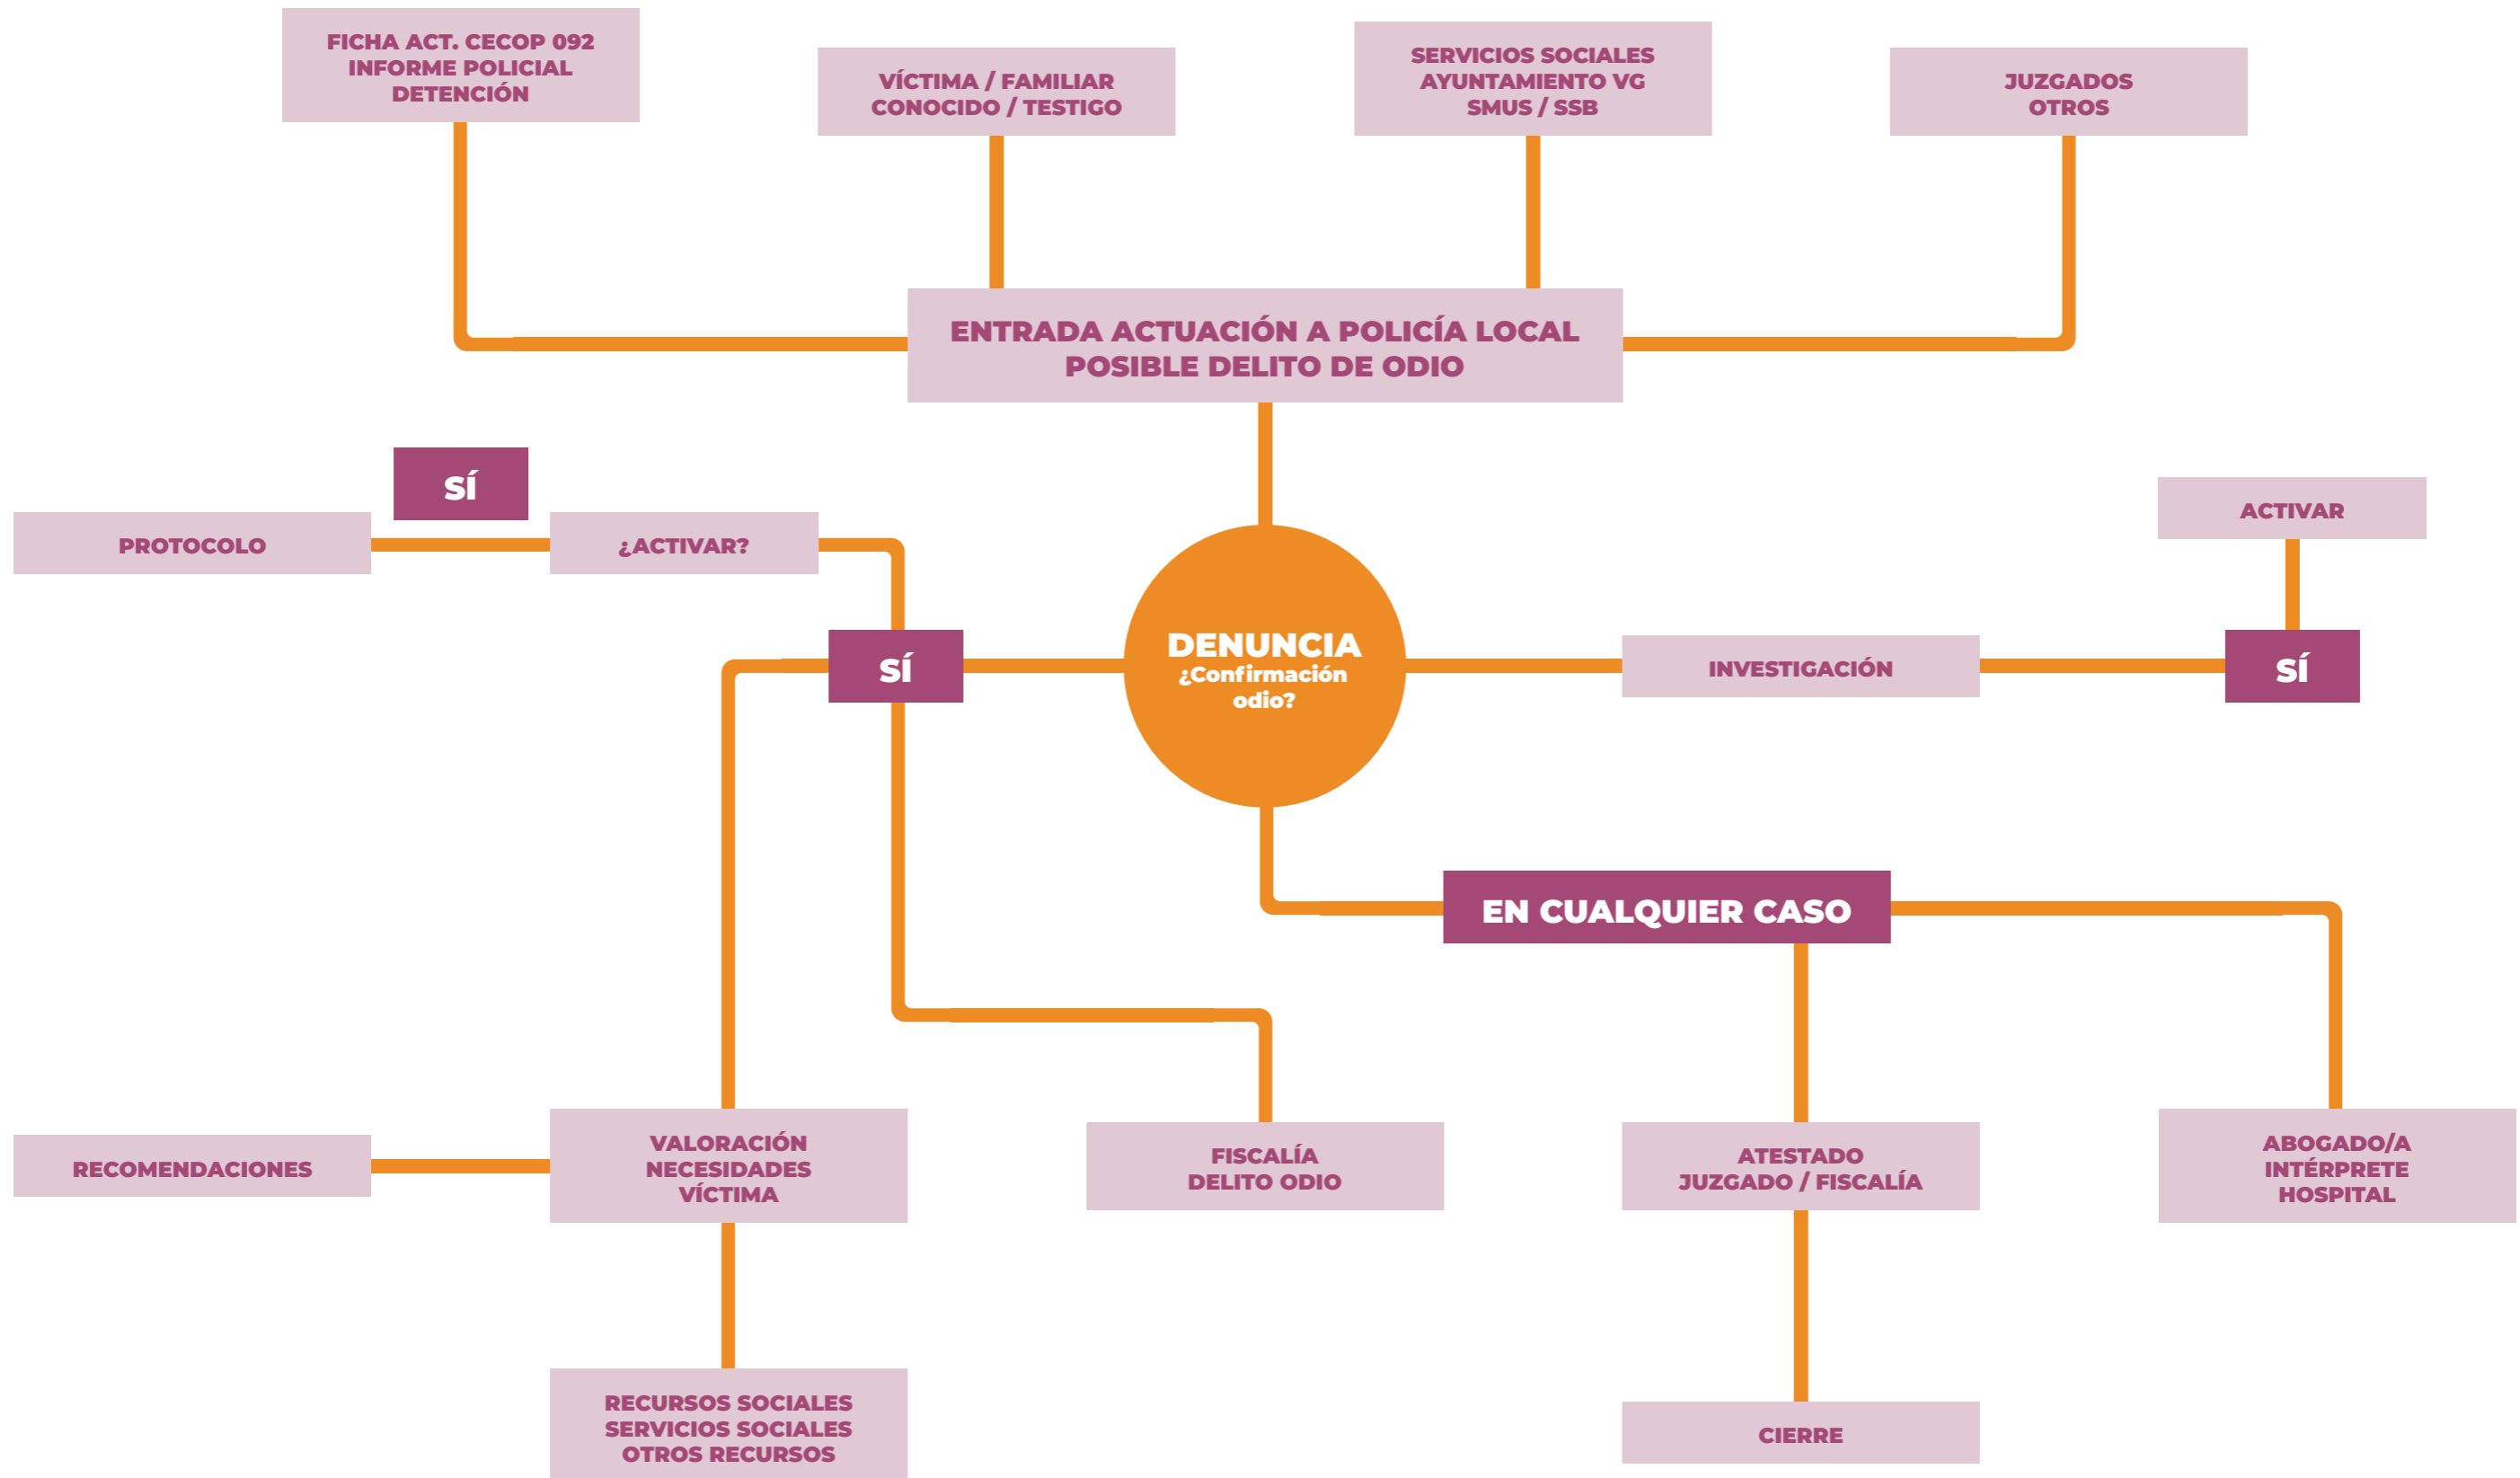 FICHA ACT. CECOP 092
INFORME POLICIAL
DETENCIÓN
VÍCTIMA / FAMILIAR
CONOCIDO / TESTIGO
SERVICIOS SOCIALES
AYUNTAMIENTO VG
SMUS / SSB
JUZGADOS
OTROS
ENTRADA ACTUACIÓN A POLICÍA LOCAL
POSIBLE DELITO DE ODIO
SÍ
PROTOCOLO
¿ACTIVAR?
ACTIVAR
SÍ
DENUNCIA
¿Confirmación
odio?
INVESTIGACIÓN
SÍ
EN CUALQUIER CASO
RECOMENDACIONES
VALORACIÓN
NECESIDADES
VÍCTIMA
FISCALÍA
DELITO ODIO
ATESTADO
JUZGADO / FISCALÍA
ABOGADO/A
INTÉRPRETE
HOSPITAL
RECURSOS SOCIALES
SERVICIOS SOCIALES
OTROS RECURSOS
CIERRE